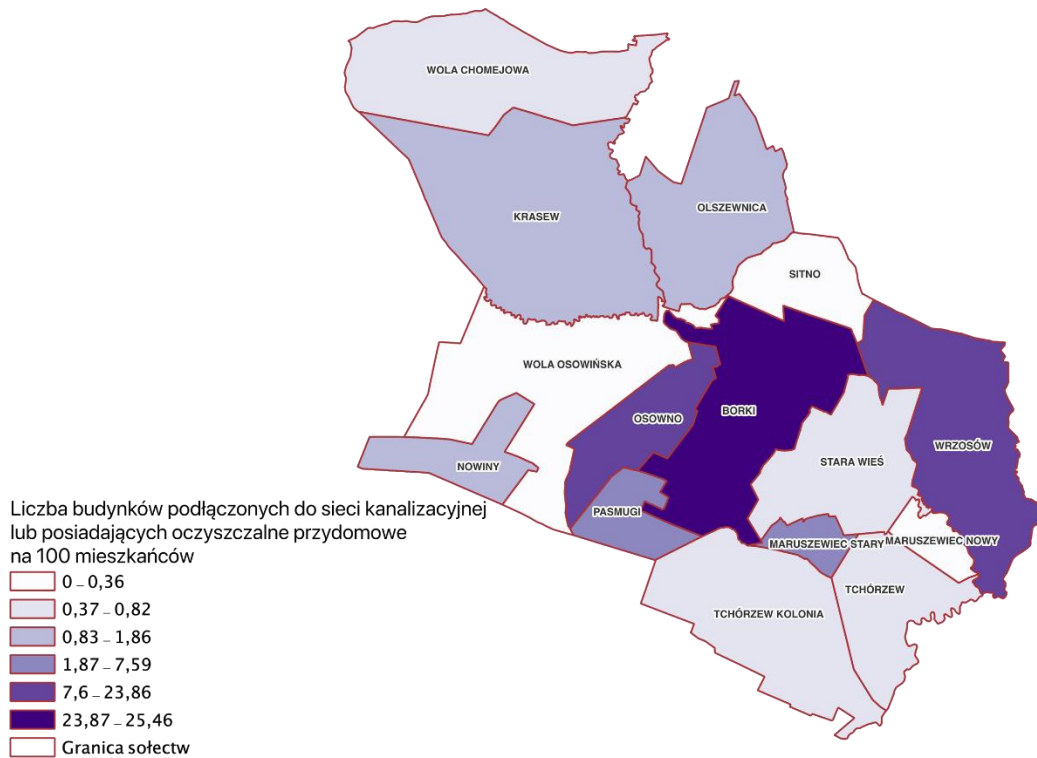 WOLA CHOMEJOWA
KRASEW
OLSZEWNICA
SITNO
WOLA OSOWIŃSKA
OSOWNO
BORKI
WRZOSÓW
NOWINY
STARA WIEŚ
PASMUGI
MARUSZEWIEC STARY
MARUSZEWIEC NOWY
TCHÓRZEW
TCHÓRZEW KOLONIA
Liczba budynków podłączonych do sieci kanalizacyjnej
lub posiadających oczyszczalne przydomowe
na 100 mieszkańców
0 – 0,36
0,37 – 0,82
0,83 – 1,86
1,87 – 7,59
7,6 – 23,86
23,87 – 25,46
Granica sołectw